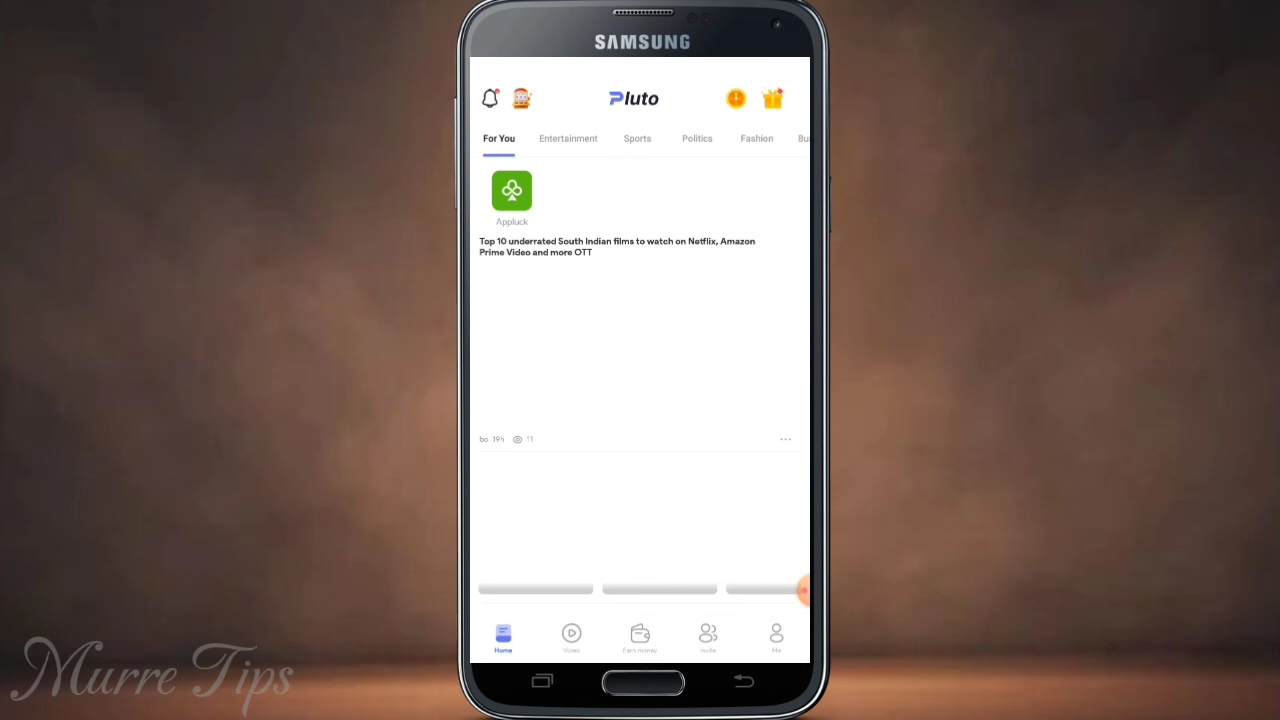 SAMSUNG
Pluto
For You
Entertainment
Sports
Politics
Fashion
Bu
Appluck
Top 10 underrated South Indian films to watch on Netflix, Amazon
Prime Video and more OTT
bo 19h 11
Home
Video
Earn money
Invite
Me
Murre Tips